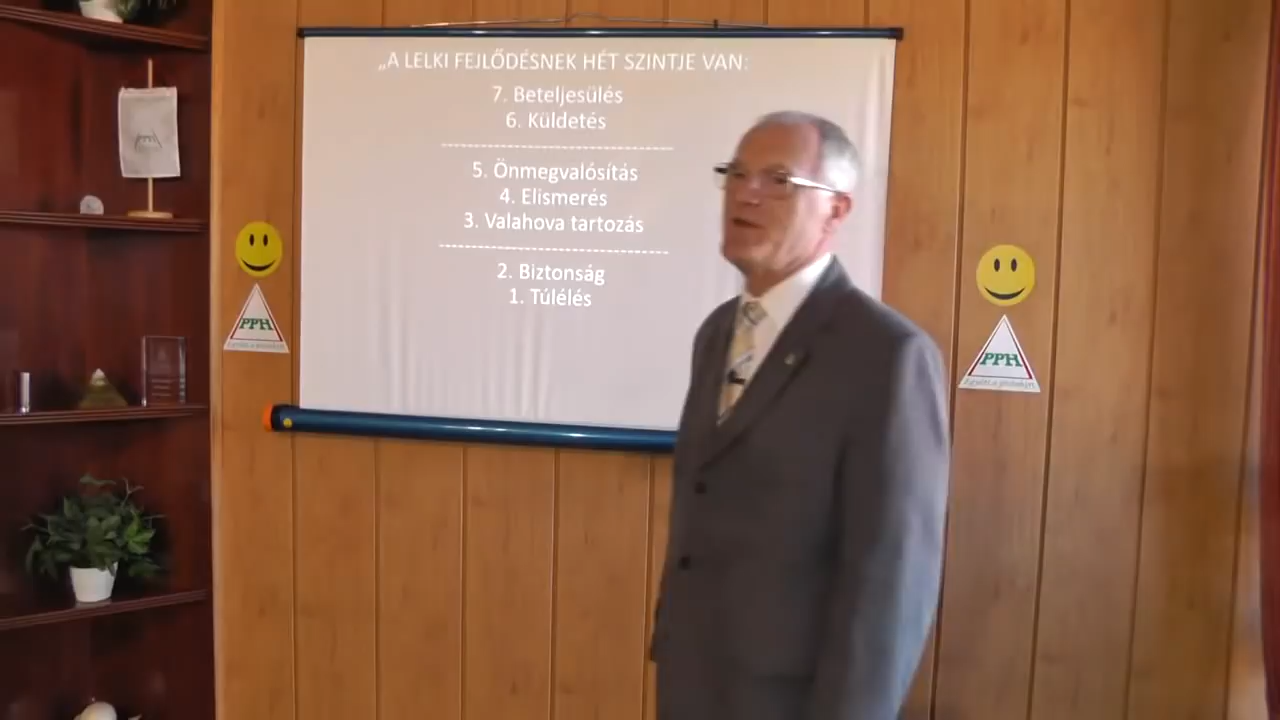 „A LELKI FEJLŐDÉSNEK HÉT SZINTJE VAN:
7. Beteljesülés
6. Küldetés
5. Önmegvalósítás
4. Elismerés
3. Valahova tartozás
2. Biztonság
1. Túlélés
PPH
PPH